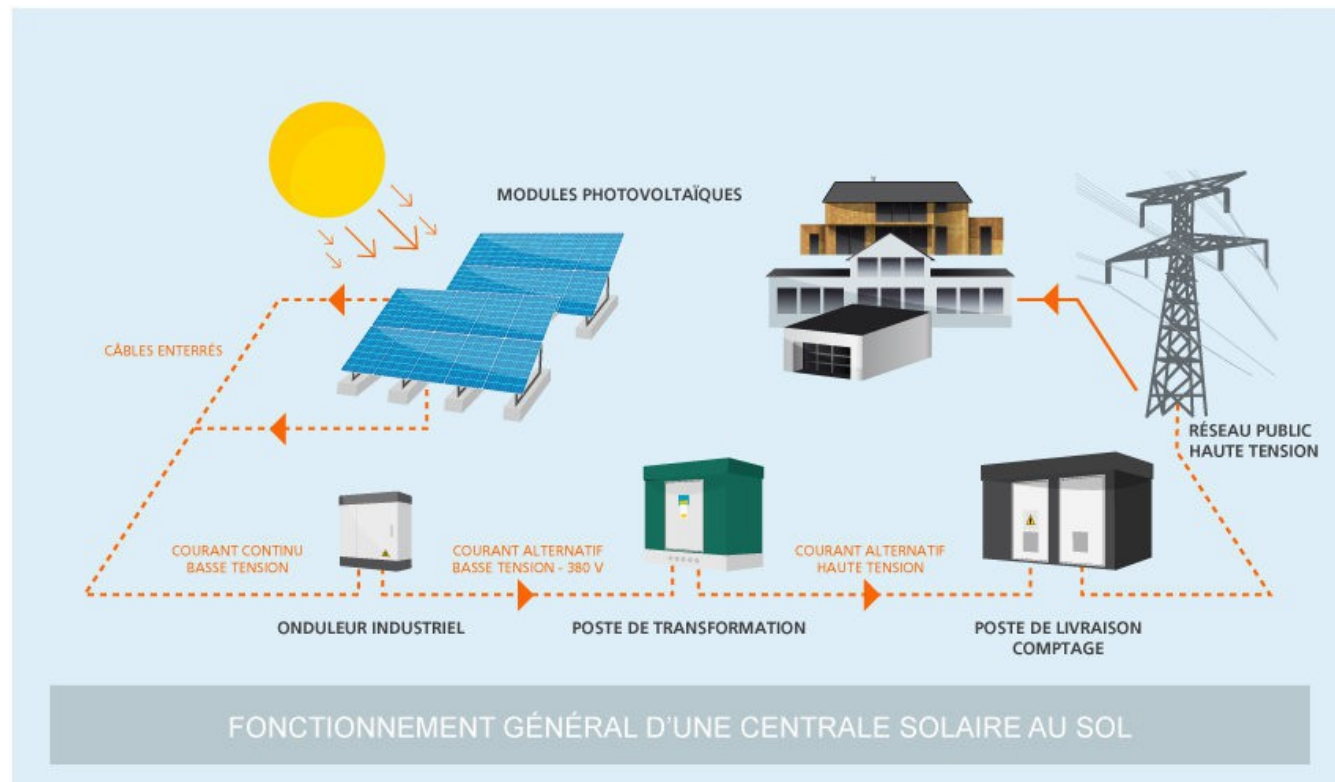 MODULES PHOTOVOLTAÏQUES
CÂBLES ENTERRÉS
RÉSEAU PUBLIC
HAUTE TENSION
COURANT CONTINU
BASSE TENSION
COURANT ALTERNATIF
BASSE TENSION - 380 V
COURANT ALTERNATIF
HAUTE TENSION
ONDULEUR INDUSTRIEL
POSTE DE TRANSFORMATION
POSTE DE LIVRAISON
COMPTAGE
FONCTIONNEMENT GÉNÉRAL D'UNE CENTRALE SOLAIRE AU SOL